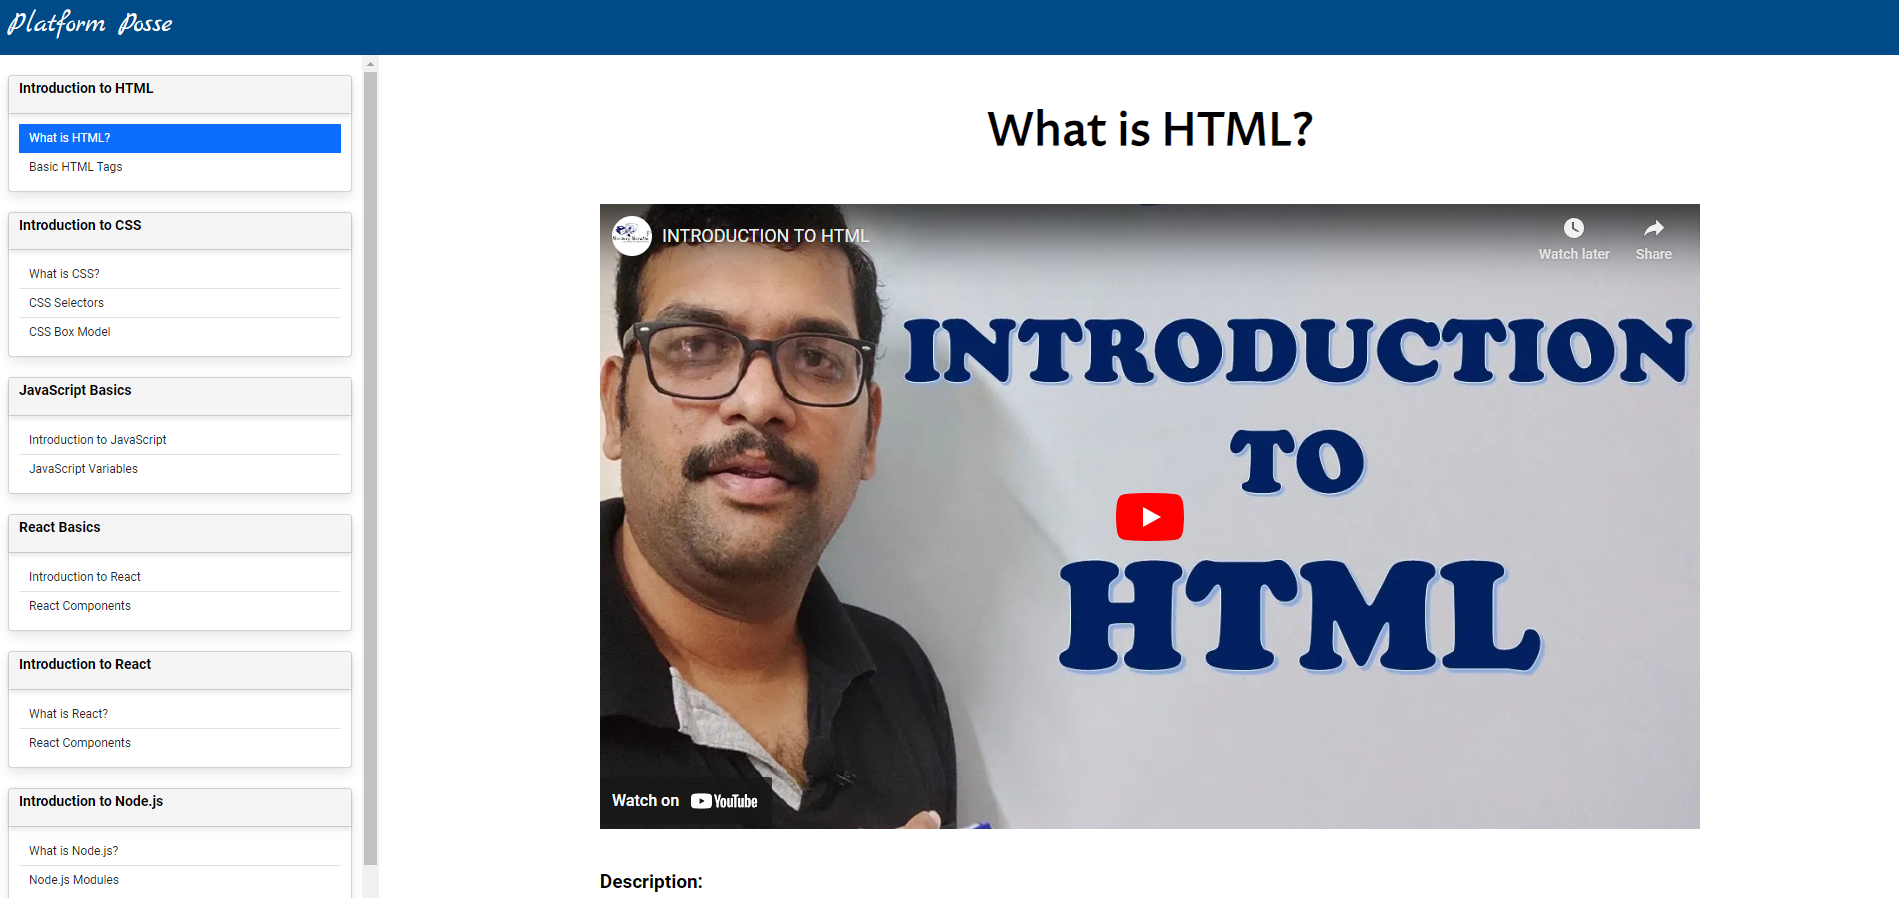 Platform Posse
Introduction to HTML
What is HTML?
Basic HTML Tags
Introduction to CSS
What is CSS?
CSS Selectors
CSS Box Model
JavaScript Basics
Introduction to JavaScript
JavaScript Variables
React Basics
Introduction to React
React Components
Introduction to React
What is React?
React Components
Introduction to Node.js
What is Node.js?
Node.js Modules
What is HTML?
INTRODUCTION TO HTML
Watch later
Share
INTRODUCTION
TO
HTML
Watch on YouTube
Description: